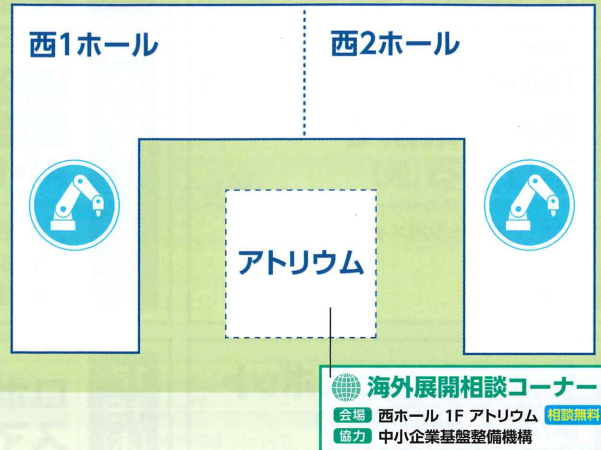 西1ホール
西2ホール
アトリウム
海外展開相談コーナー
会場 西ホール 1F アトリウム 相談無料
協力 中小企業基盤整備機構